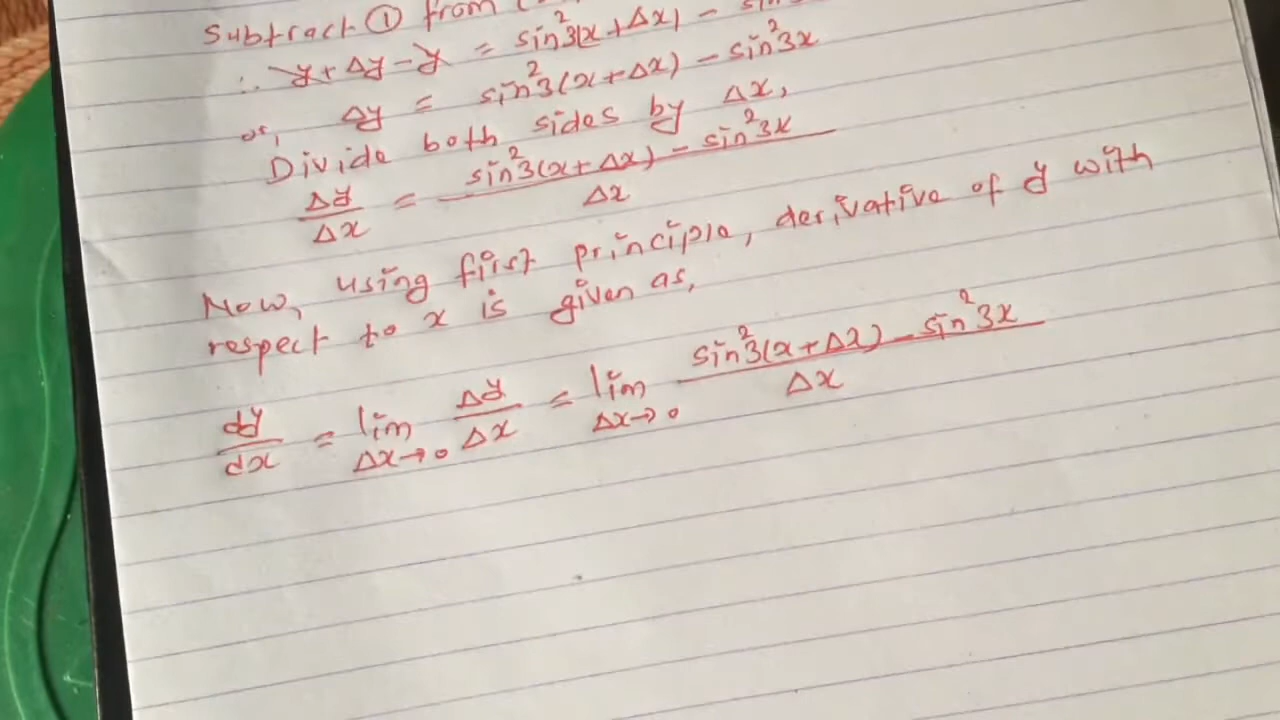 Subtract ① from
∴ y + Δy - y = sin²3(x + Δx) -
or, Δy = sin²3(x + Δx) - sin²3x
Divide both sides by Δx,
Δy/Δx = sin²3(x + Δx) - sin²3x / Δx
Now, using first principle, derivative of y with
respect to x is given as,
dy/dx = lim Δx→0 Δy/Δx = lim Δx→0 sin²3(x + Δx) - sin²3x / Δx